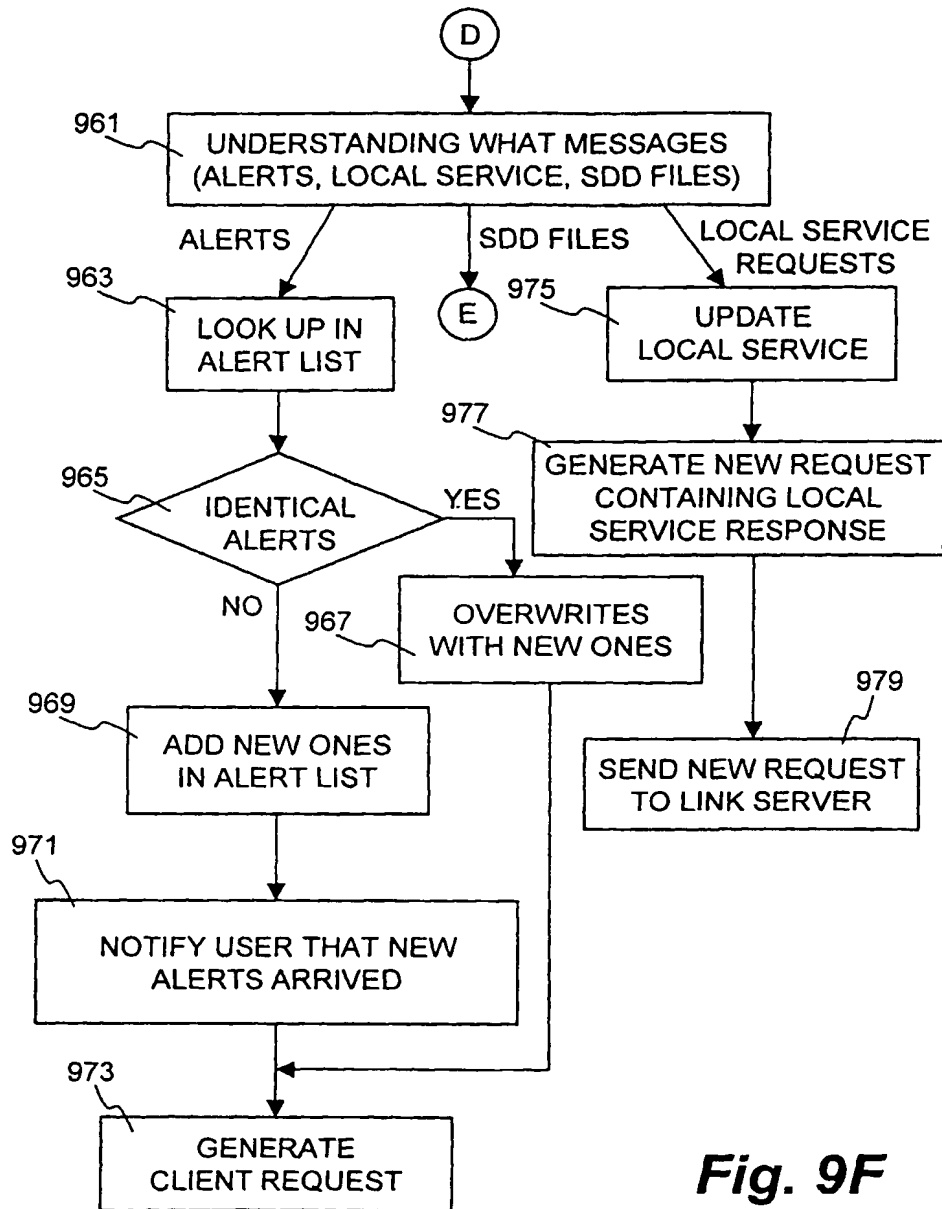 D
961
UNDERSTANDING WHAT MESSAGES
(ALERTS, LOCAL SERVICE, SDD FILES)
ALERTS
SDD FILES
LOCAL SERVICE
REQUESTS
963
LOOK UP IN
ALERT LIST
E
975
UPDATE
LOCAL SERVICE
977
GENERATE NEW REQUEST
CONTAINING LOCAL
SERVICE RESPONSE
965
IDENTICAL
ALERTS
Y.ES
NO
967
OVERWRITES
WITH NEW ONES
979
SEND NEW REQUEST
TO LINK SERVER
969
ADD NEW ONES
IN ALERT LIST
971
NOTIFY USER THAT NEW
ALERTS ARRIVED
973
GENERATE
CLIENT REQUEST
Fig. 9F